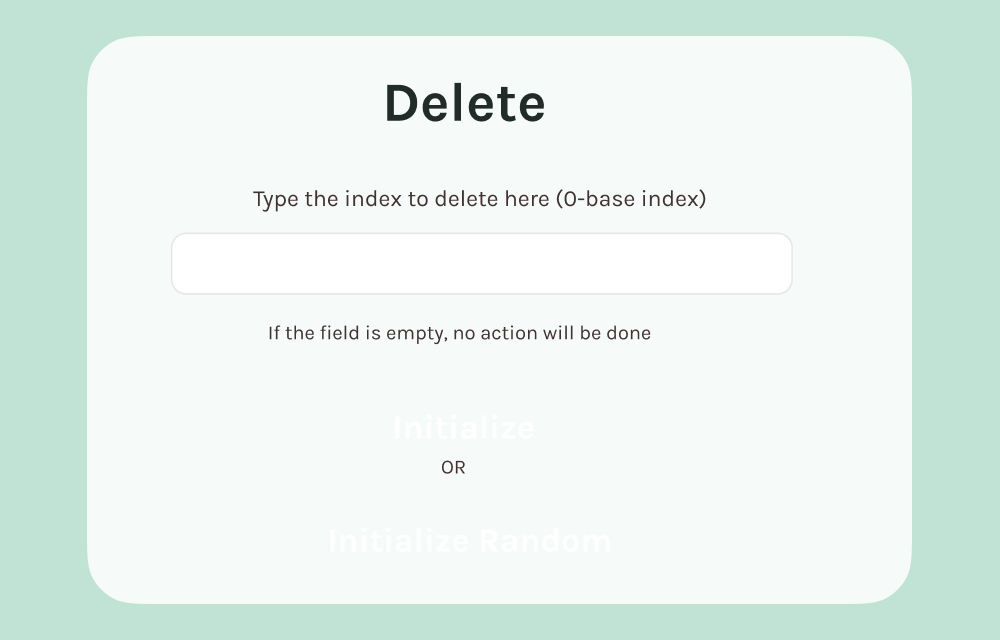 Delete
Type the index to delete here (0-base index)
If the field is empty, no action will be done
Initialize
OR
Initialize Random